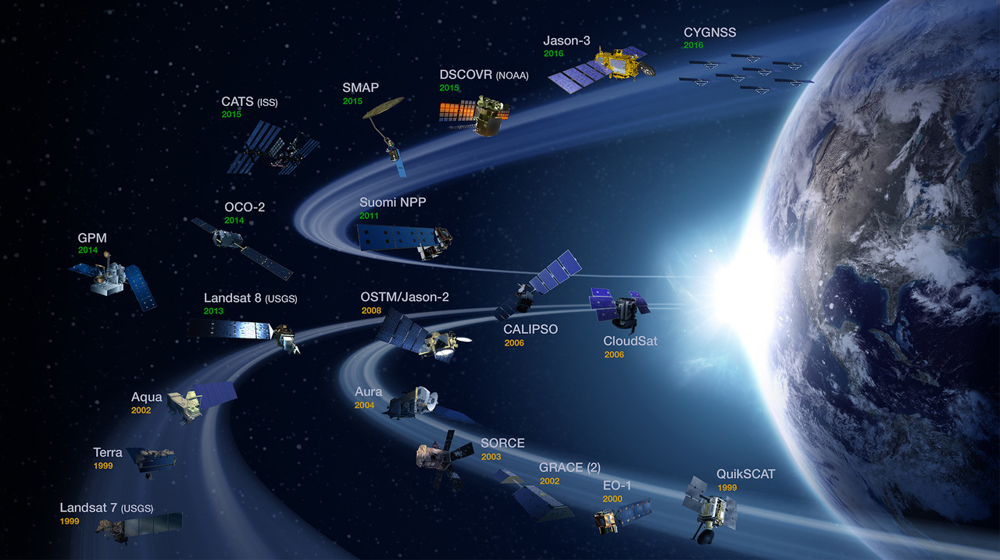 CYGNSS
2016
Jason-3
2016
DSCOVR (NOAA)
2015
SMAP
2015
CATS (ISS)
2015
Suomi NPP
2011
OCO-2
2014
GPM
2014
Landsat 8 (USGS)
2013
OSTM/Jason-2
2008
CALIPSO
2006
CloudSat
2006
Aqua
2002
Aura
2004
Terra
1999
SORCE
2003
GRACE (2)
2002
EO-1
2000
QuikSCAT
1999
Landsat 7 (USGS)
1999